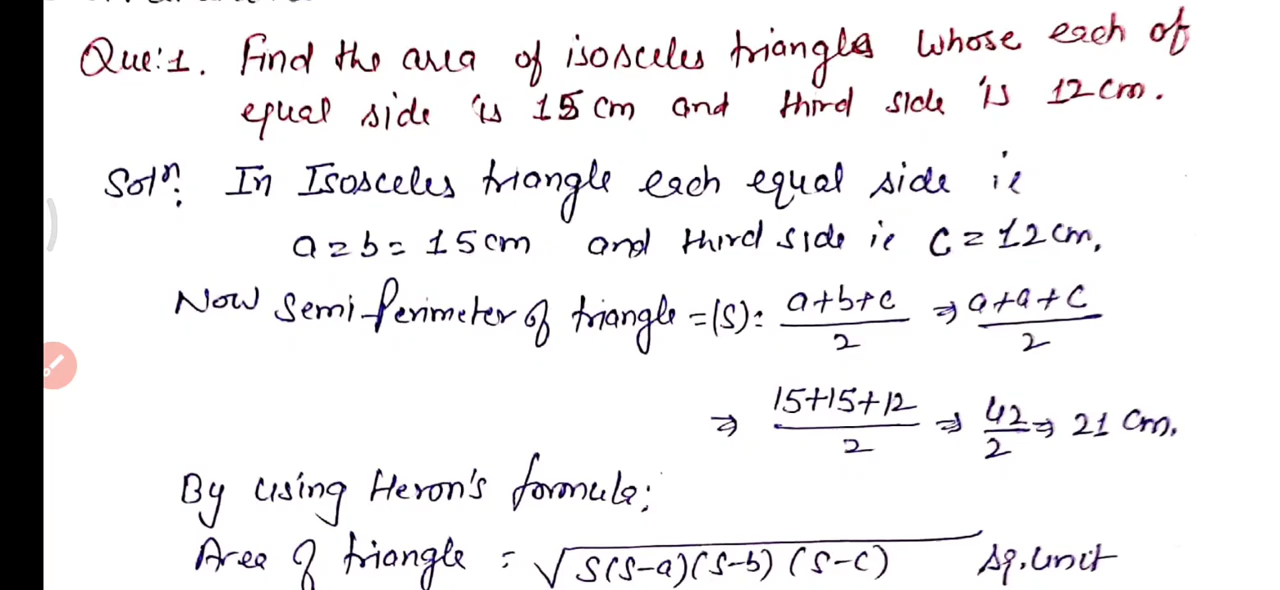 Que:1. Find the area of isosceles triangle whose each of
equal side is 15 cm and third side is 12 cm.
Solⁿ: In Isosceles triangle each equal side ie
a = b = 15 cm and third side ie C = 12 cm,
Now Semi-Perimeter of triangle = (S) = a+b+c/2 ⇒ a+a+c/2
⇒ 15+15+12/2 ⇒ 42/2 ⇒ 21 cm.
By using Heron's formula;
Area of triangle = √S(S-a)(S-b)(S-c) Sq. unit